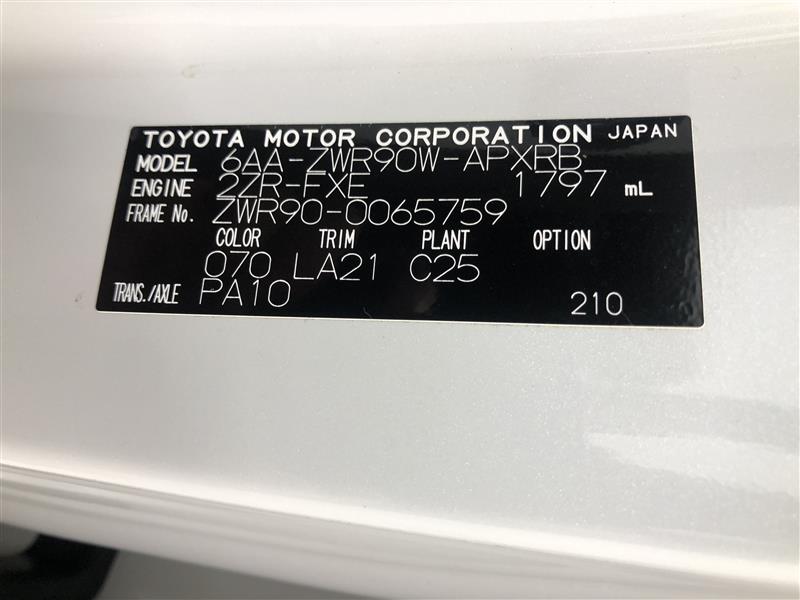 TOYOTA MOTOR CORPORATION JAPAN
MODEL 6AA-ZWR90W-APXRB
ENGINE 2ZR-FXE 1797 mL
FRAME No. ZWR90-0065759
COLOR TRIM PLANT OPTION
070 LA21 C25
TRANS./AXLE PA10 210